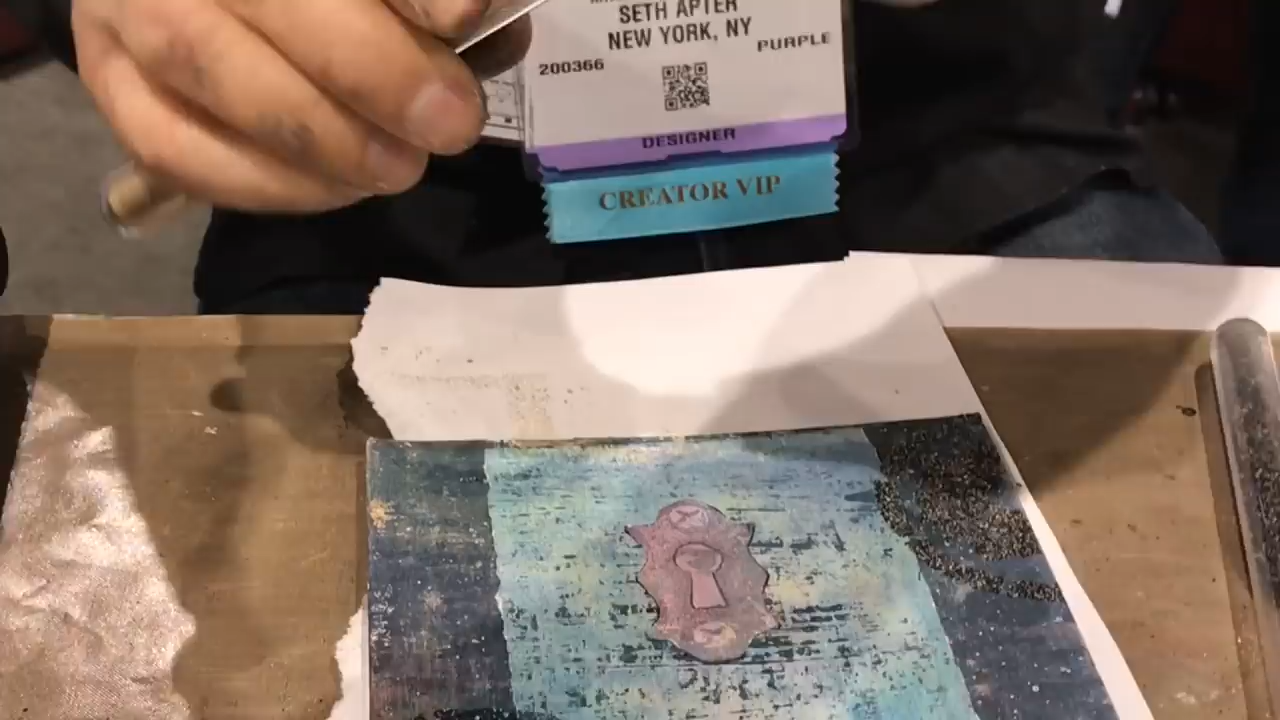 SETH APTER
NEW YORK, NY
PURPLE
200366
DESIGNER
CREATOR VIP